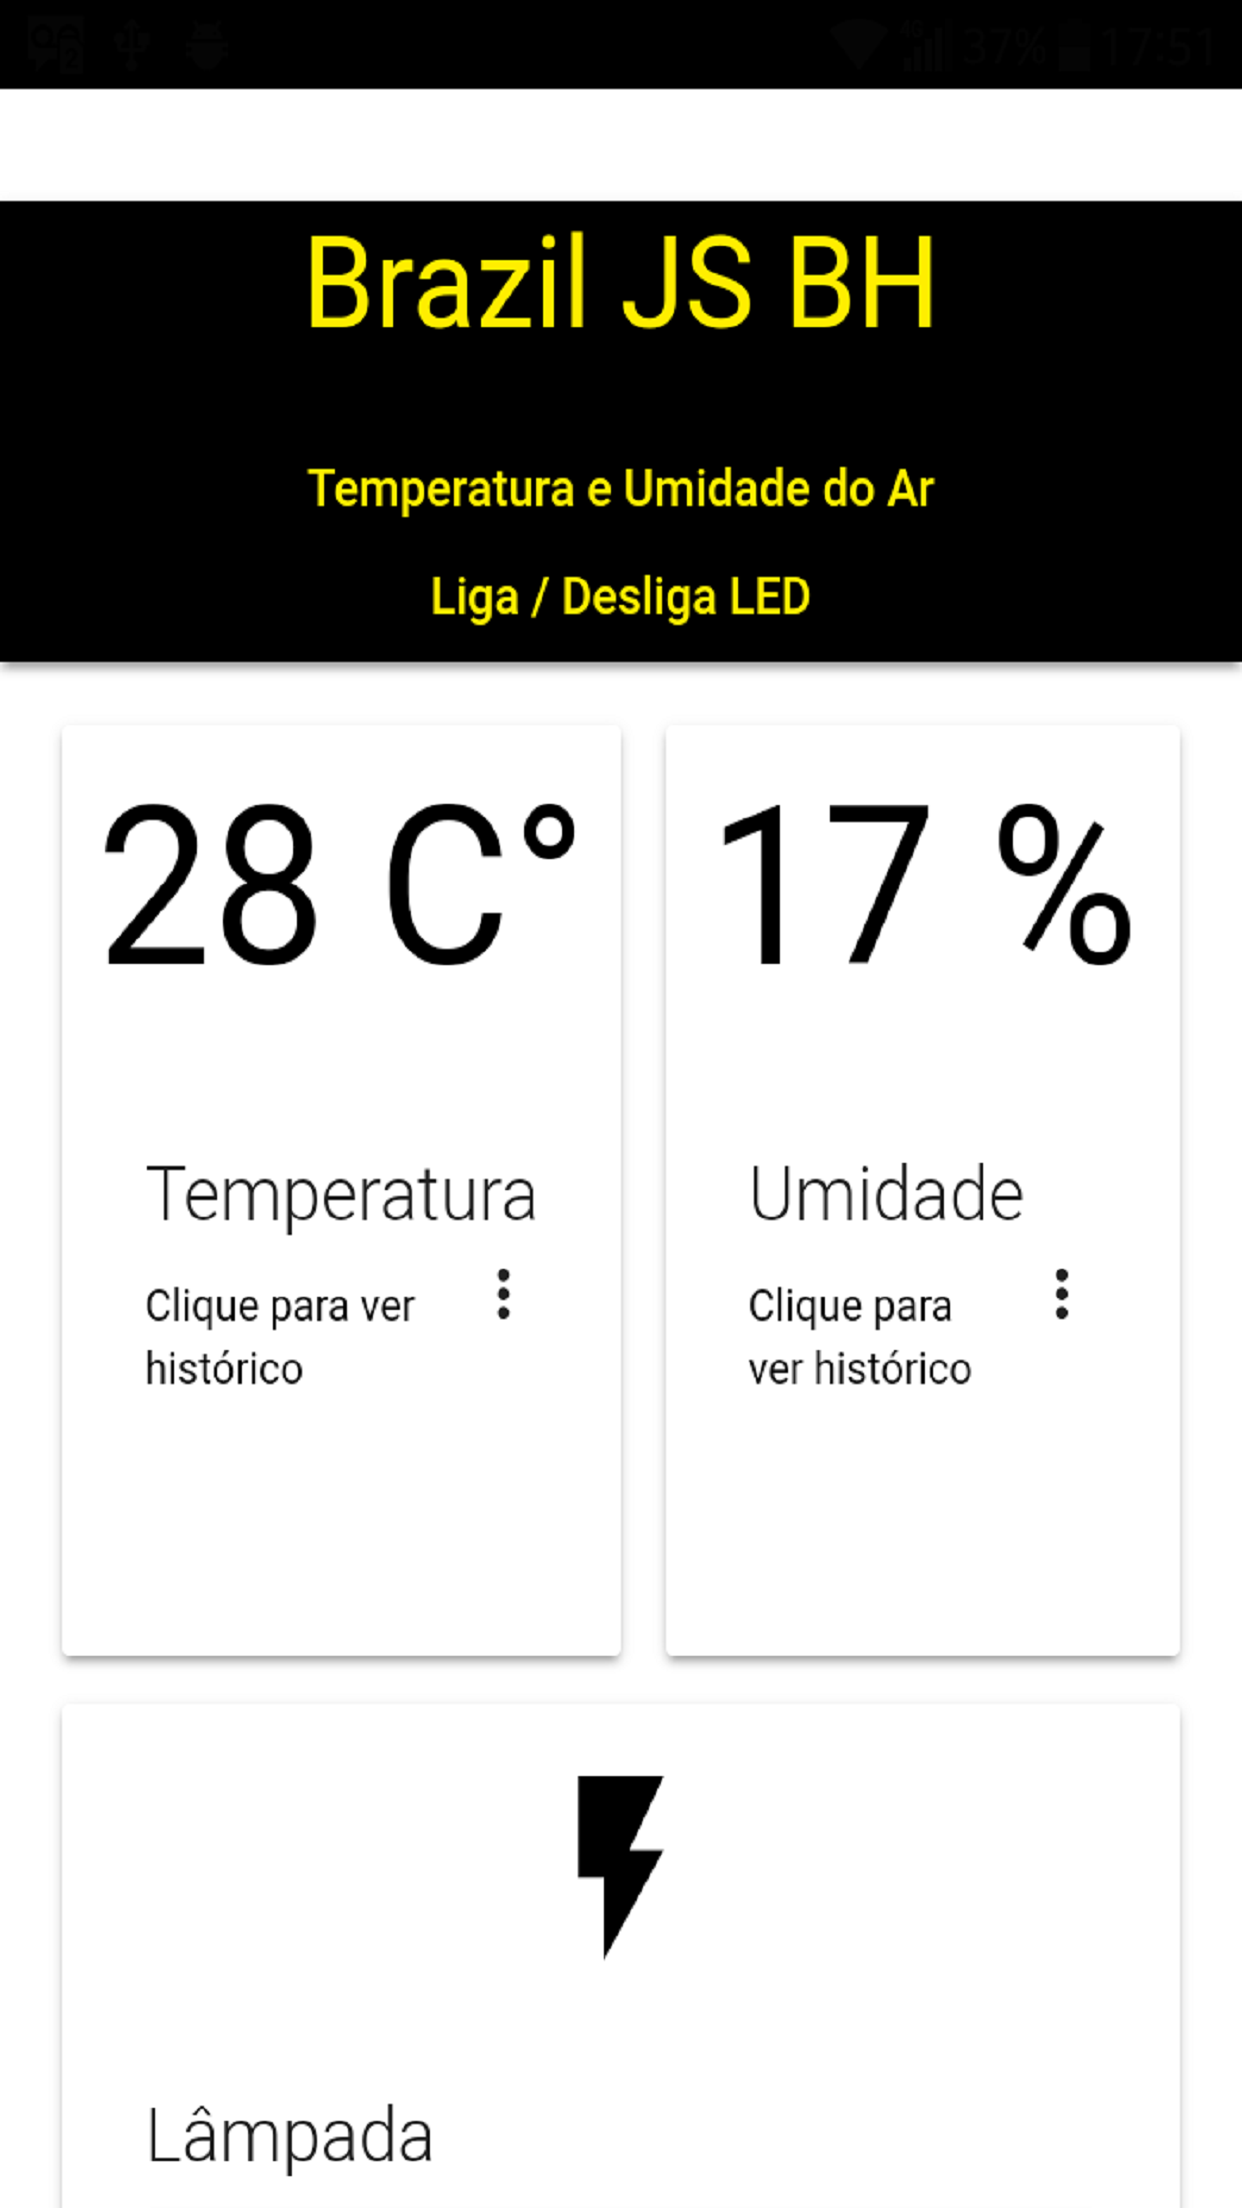 4G 37% 17:51
Brazil JS BH
Temperatura e Umidade do Ar
Liga / Desliga LED
28 C°
17 %
Temperatura
Clique para ver
histórico
Umidade
Clique para
ver histórico
Lâmpada